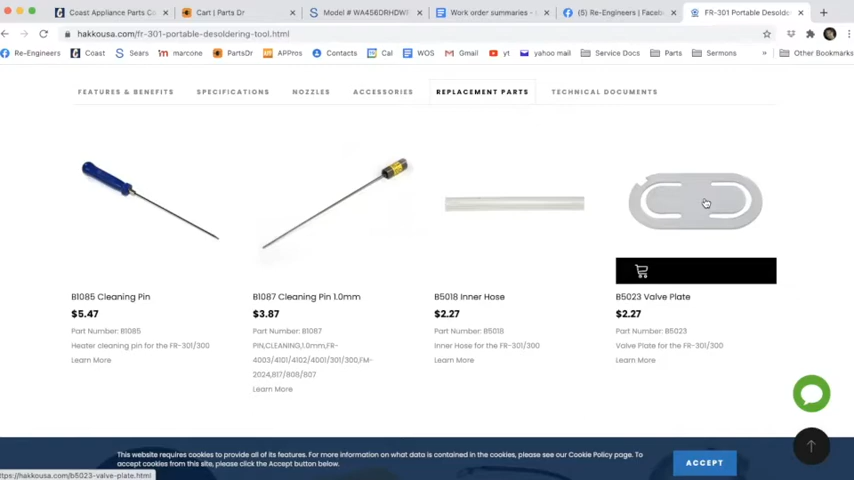 Coast Appliance Parts Ca
Cart | Parts Dr
Model # WA456DRHDW
Work order summaries -
(5) Re-Engineers | Faceb
FR-301 Portable Desolder
hakkousa.com/fr-301-portable-desoldering-tool.html
Re-Engineers
Coast
Sears
marcone
PartsDr
APPros
Contacts
Cal
WOS
Gmail
yt
yahoo mail
Service Docs
Parts
Sermons
»
Other Bookmarks
FEATURES & BENEFITS
SPECIFICATIONS
NOZZLES
ACCESSORIES
REPLACEMENT PARTS
TECHNICAL DOCUMENTS
B1085 Cleaning Pin
$5.47
Part Number: B1085
Heater cleaning pin for the FR-301/300
Learn More
B1087 Cleaning Pin 1.0mm
$3.87
Part Number: B1087
PIN,CLEANING,1.0mm,FR-
4003/4101/4102/4001/301/300,FM-
2024,817/808/807
Learn More
B5018 Inner Hose
$2.27
Part Number: B5018
Inner Hose for the FR-301/300
Learn More
B5023 Valve Plate
$2.27
Part Number: B5023
Valve Plate for the FR-301/300
Learn More
This website requires cookies to provide all of its features. For more information on what data is contained in the cookies, please see our Cookie Policy page. To
accept cookies from this site, please click the Accept button below.
ACCEPT
ttps://hakkousa.com/b5023-valve-plate.html